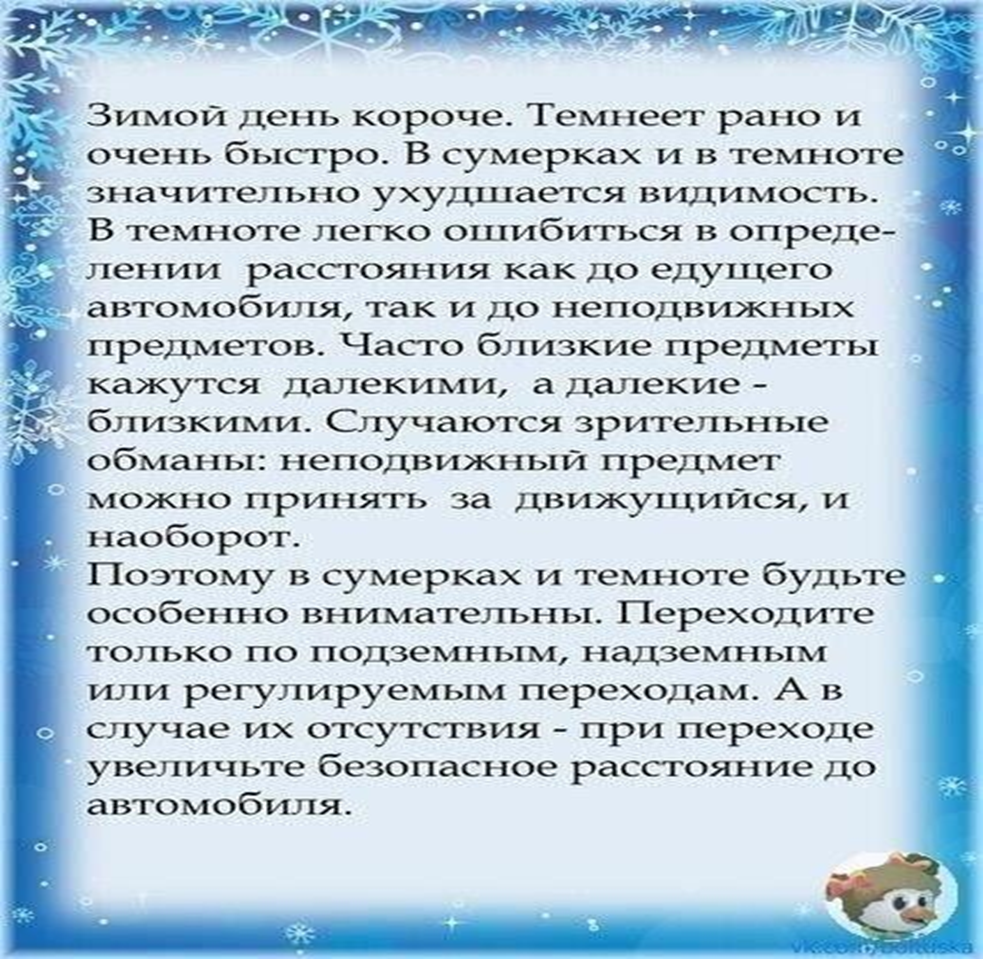 Зимой день короче. Темнеет рано и
очень быстро. В сумерках и в темноте
значительно ухудшается видимость.
В темноте легко ошибиться в опреде-
лении расстояния как до едущего
автомобиля, так и до неподвижных
предметов. Часто близкие предметы
кажутся далекими, а далекие -
близкими. Случаются зрительные
обманы: неподвижный предмет
можно принять за движущийся, и
наоборот.
Поэтому в сумерках и темноте будьте
особенно внимательны. Переходите
только по подземным, надземным
или регулируемым переходам. А в
случае их отсутствия - при переходе
увеличьте безопасное расстояние до
автомобиля.